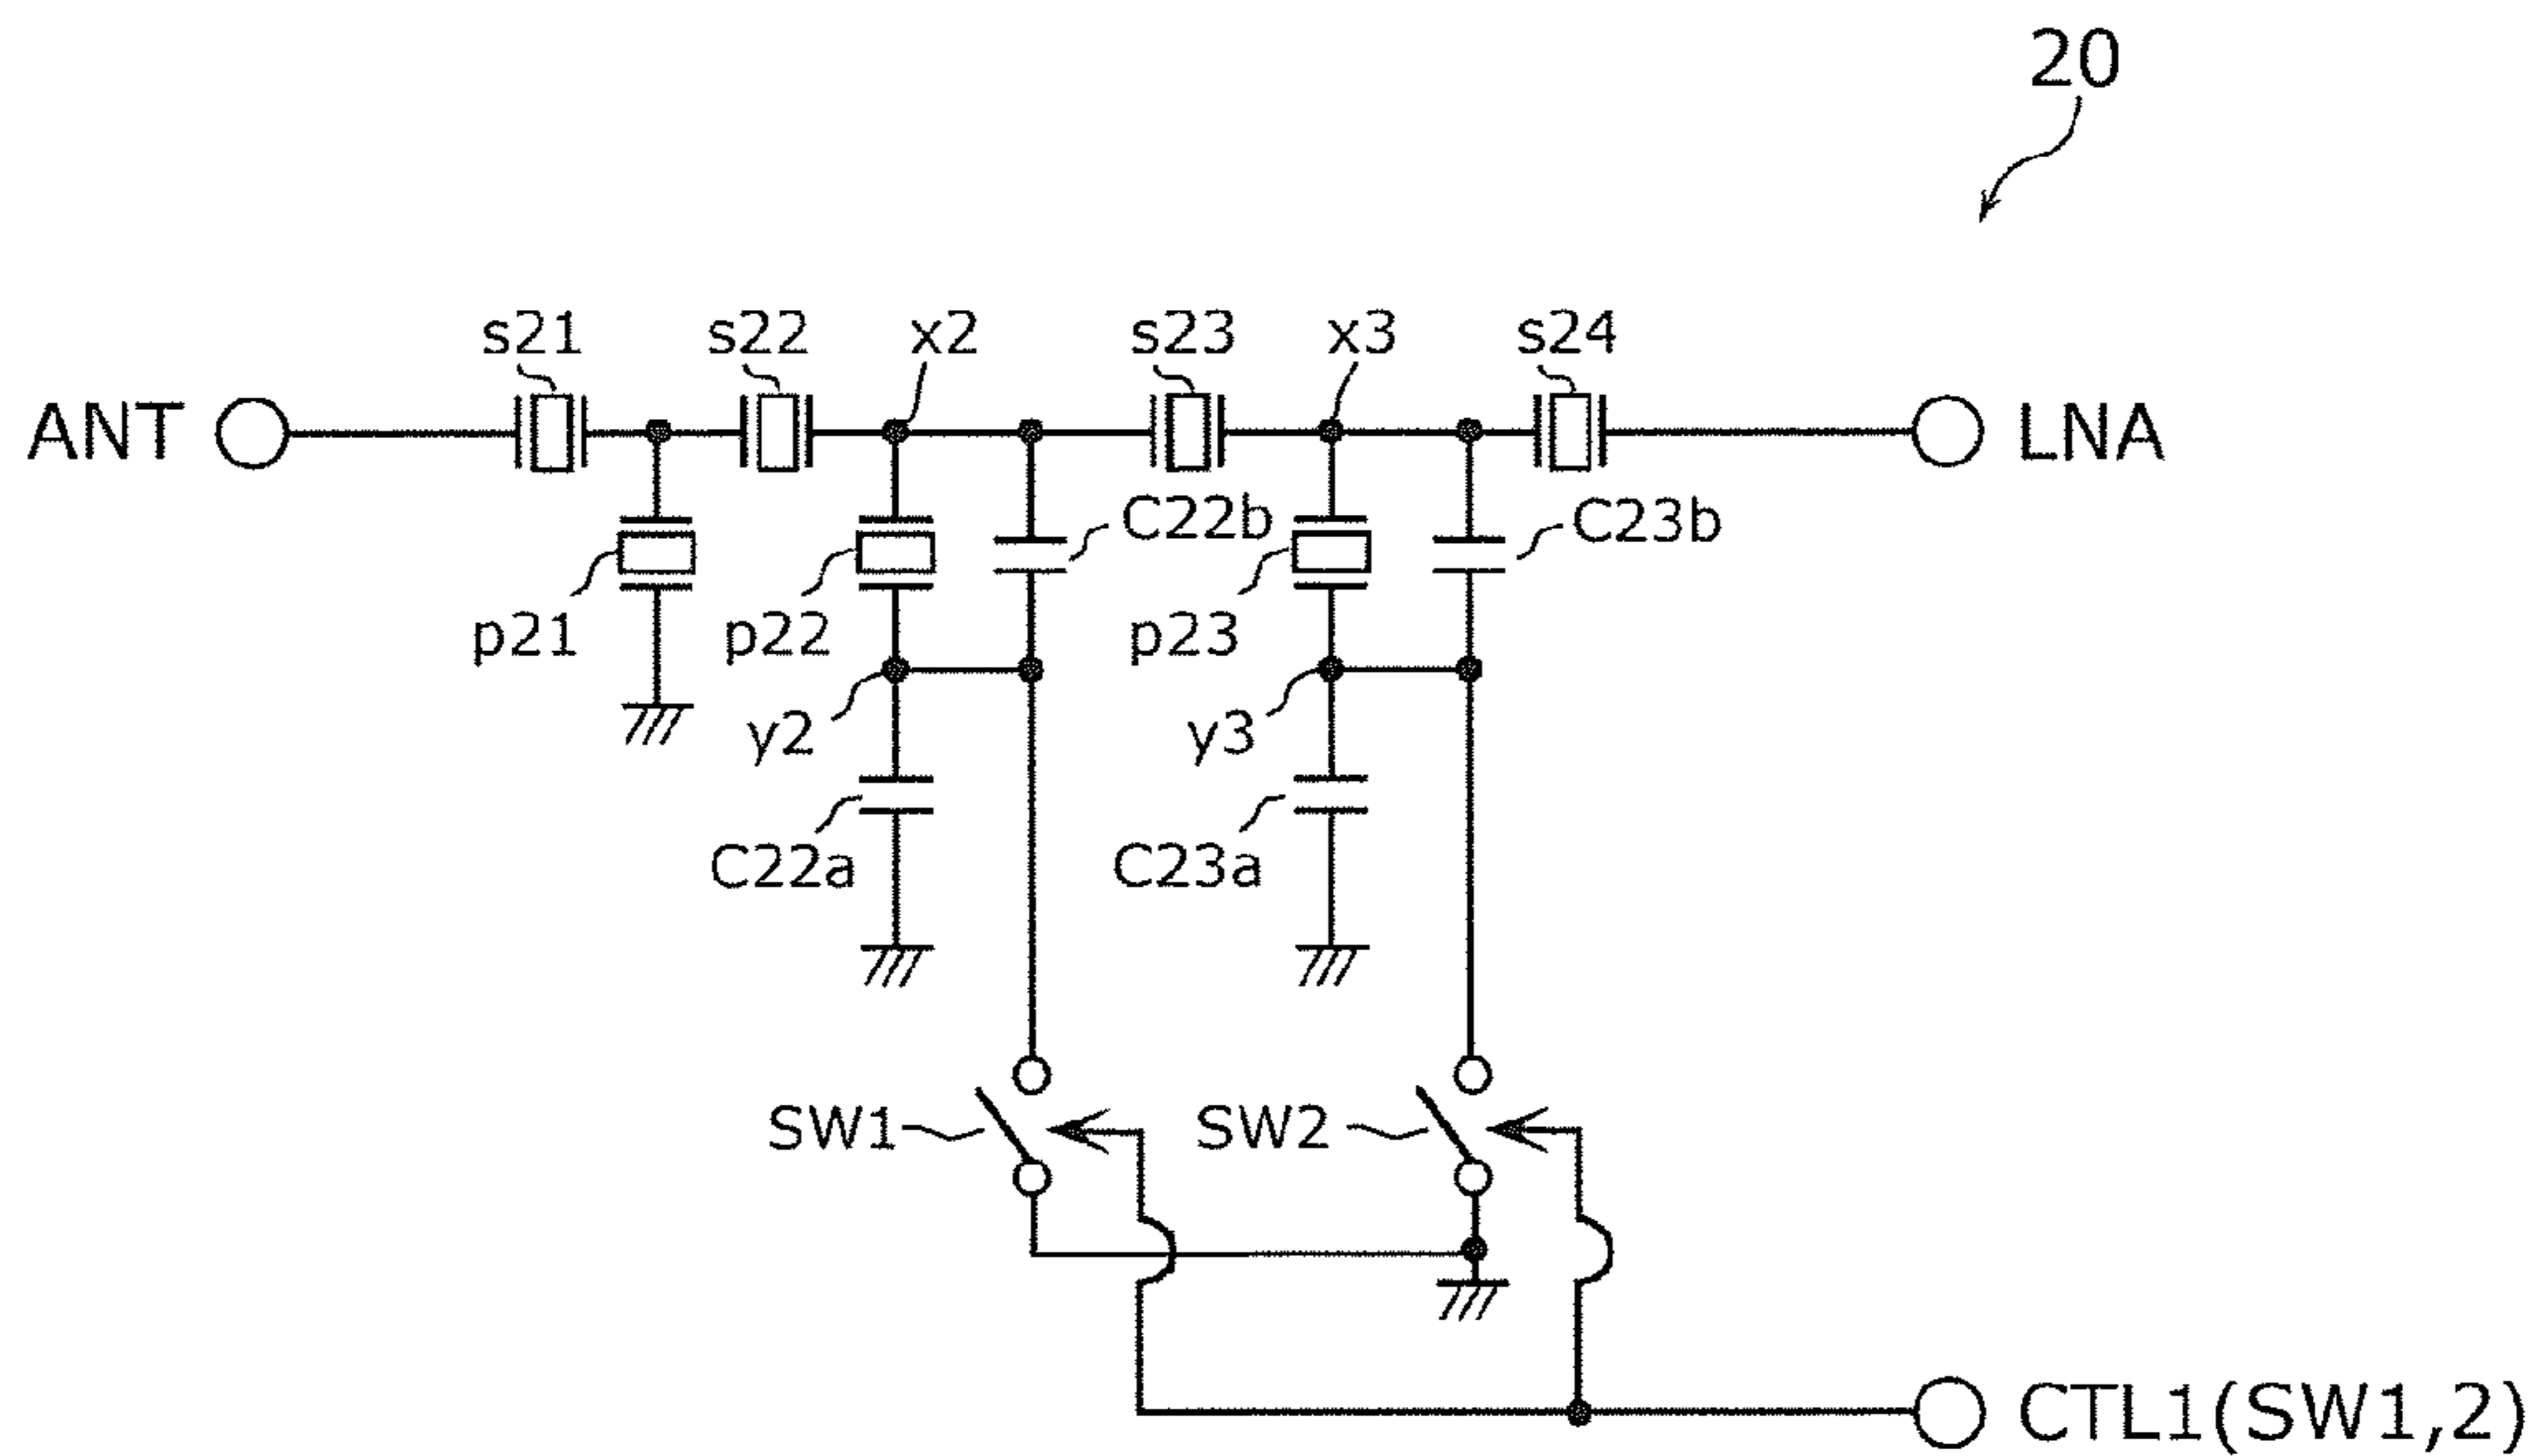 20
s21 s22 x2 s23 x3 s24
ANT LNA
C22b C23b
p21 p22 p23
y2 y3
C22a C23a
SW1 SW2
CTL1(SW1,2)